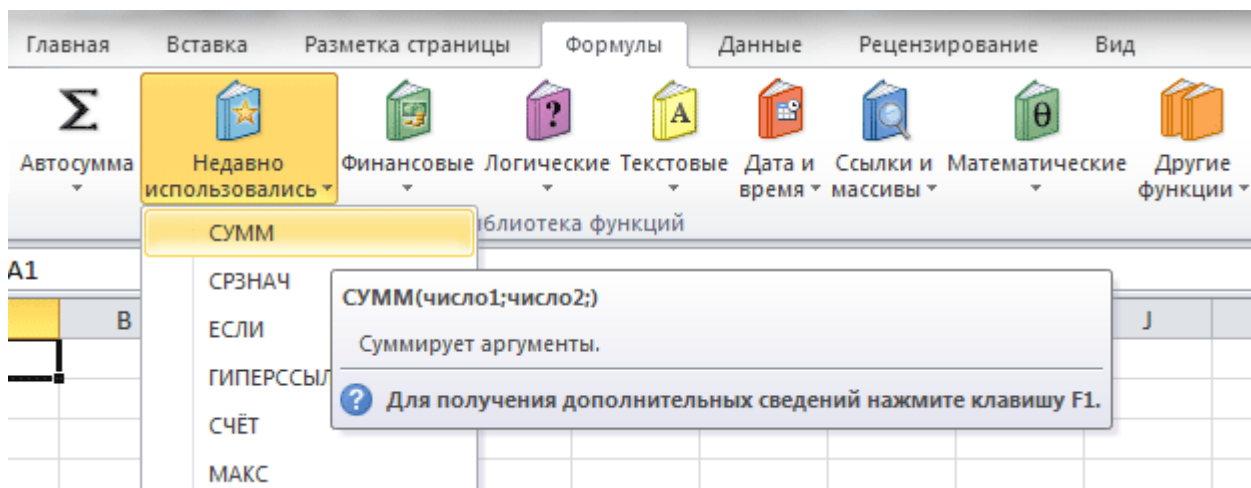 Главная Вставка Разметка страницы Формулы Данные Рецензирование Вид
Σ ? A θ
Автосумма Недавно использовались Финансовые Логические Текстовые Дата и время Ссылки и массивы Математические Другие функции
функций
СУММ
A1
СРЗНАЧ
СУММ(число1;число2;)
B J
ЕСЛИ
Суммирует аргументы.
Для получения дополнительных сведений нажмите клавишу F1.
СЧЁТ
МАКС